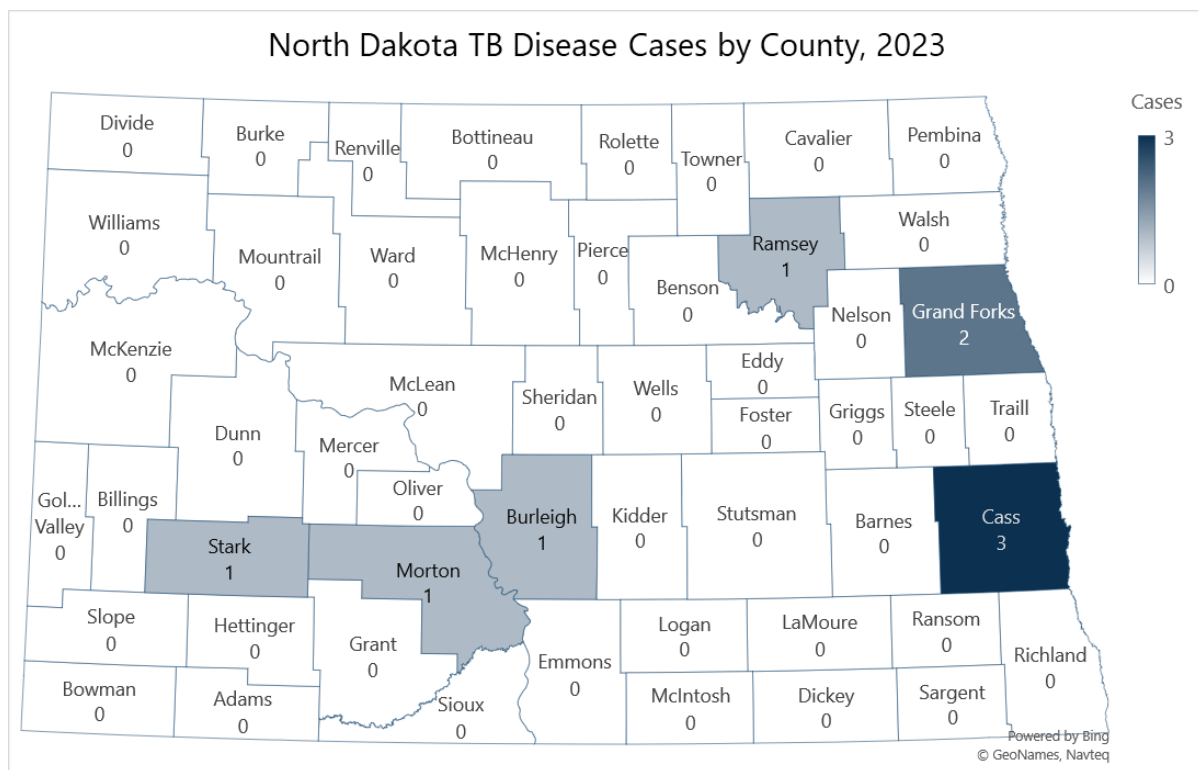 North Dakota TB Disease Cases by County, 2023
Cases
3
0
Divide
0
Burke
0
Renville
0
Bottineau
0
Rolette
0
Towner
0
Cavalier
0
Pembina
0
Williams
0
Mountrail
0
Ward
0
McHenry
0
Pierce
0
Benson
0
Ramsey
1
Walsh
0
Nelson
0
Grand Forks
2
McKenzie
0
McLean
0
Sheridan
0
Wells
0
Eddy
0
Foster
0
Griggs
0
Steele
0
Traill
0
Dunn
0
Mercer
0
Oliver
0
Gol...
Valley
0
Billings
0
Stark
1
Morton
1
Burleigh
1
Kidder
0
Stutsman
0
Barnes
0
Cass
3
Slope
0
Hettinger
0
Grant
0
Emmons
0
Logan
0
LaMoure
0
Ransom
0
Richland
0
Bowman
0
Adams
0
Sioux
0
McIntosh
0
Dickey
0
Sargent
0
Powered by Bing
© GeoNames, Navteq